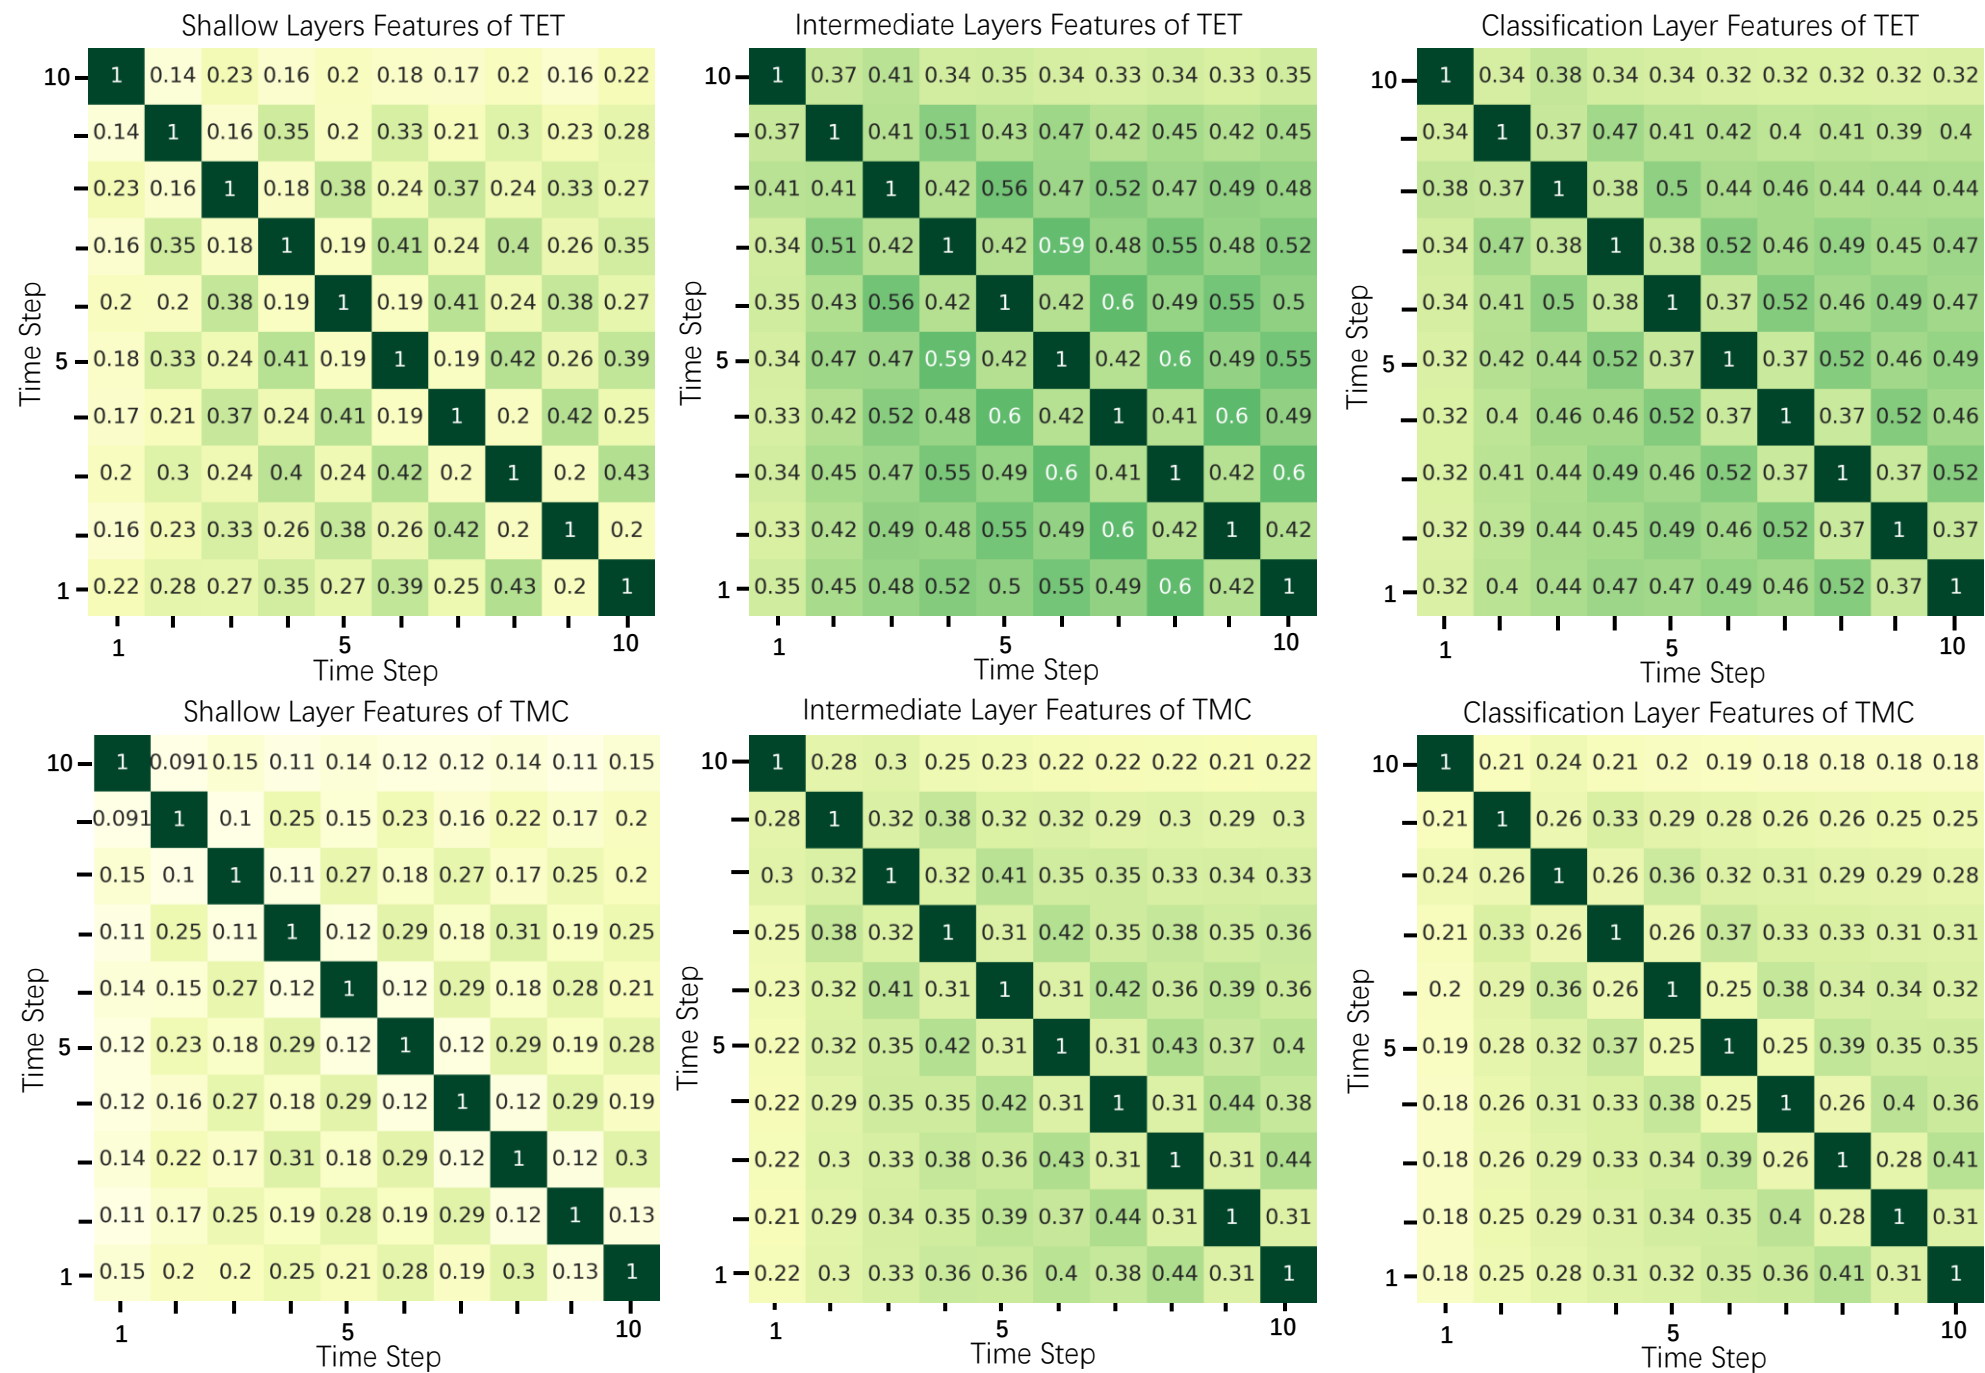 Shallow Layers Features of TET
10 1 0.14 0.23 0.16 0.2 0.18 0.17 0.2 0.16 0.22
0.14 1 0.16 0.35 0.2 0.33 0.21 0.3 0.23 0.28
0.23 0.16 1 0.18 0.38 0.24 0.37 0.24 0.33 0.27
0.16 0.35 0.18 1 0.19 0.41 0.24 0.4 0.26 0.35
0.2 0.2 0.38 0.19 1 0.19 0.41 0.24 0.38 0.27
5 0.18 0.33 0.24 0.41 0.19 1 0.19 0.42 0.26 0.39
0.17 0.21 0.37 0.24 0.41 0.19 1 0.2 0.42 0.25
0.2 0.3 0.24 0.4 0.24 0.42 0.2 1 0.2 0.43
0.16 0.23 0.33 0.26 0.38 0.26 0.42 0.2 1 0.2
1 0.22 0.28 0.27 0.35 0.27 0.39 0.25 0.43 0.2 1
Time Step
1 5 10
Time Step
Intermediate Layers Features of TET
10 1 0.37 0.41 0.34 0.35 0.34 0.33 0.34 0.33 0.35
0.37 1 0.41 0.51 0.43 0.47 0.42 0.45 0.42 0.45
0.41 0.41 1 0.42 0.56 0.47 0.52 0.47 0.49 0.48
0.34 0.51 0.42 1 0.42 0.59 0.48 0.55 0.48 0.52
0.35 0.43 0.56 0.42 1 0.42 0.6 0.49 0.55 0.5
5 0.34 0.47 0.47 0.59 0.42 1 0.42 0.6 0.49 0.55
0.33 0.42 0.52 0.48 0.6 0.42 1 0.41 0.6 0.49
0.34 0.45 0.47 0.55 0.49 0.6 0.41 1 0.42 0.6
0.33 0.42 0.49 0.48 0.55 0.49 0.6 0.42 1 0.42
1 0.35 0.45 0.48 0.52 0.5 0.55 0.49 0.6 0.42 1
Time Step
1 5 10
Time Step
Classification Layer Features of TET
10 1 0.34 0.38 0.34 0.34 0.32 0.32 0.32 0.32 0.32
0.34 1 0.37 0.47 0.41 0.42 0.4 0.41 0.39 0.4
0.38 0.37 1 0.38 0.5 0.44 0.46 0.44 0.44 0.44
0.34 0.47 0.38 1 0.38 0.52 0.46 0.49 0.45 0.47
0.34 0.41 0.5 0.38 1 0.37 0.52 0.46 0.49 0.47
5 0.32 0.42 0.44 0.52 0.37 1 0.37 0.52 0.46 0.49
0.32 0.4 0.46 0.46 0.52 0.37 1 0.37 0.52 0.46
0.32 0.41 0.44 0.49 0.46 0.52 0.37 1 0.37 0.52
0.32 0.39 0.44 0.45 0.49 0.46 0.52 0.37 1 0.37
1 0.32 0.4 0.44 0.47 0.47 0.49 0.46 0.52 0.37 1
Time Step
1 5 10
Time Step
Shallow Layer Features of TMC
10 1 0.091 0.15 0.11 0.14 0.12 0.12 0.14 0.11 0.15
0.091 1 0.1 0.25 0.15 0.23 0.16 0.22 0.17 0.2
0.15 0.1 1 0.11 0.27 0.18 0.27 0.17 0.25 0.2
0.11 0.25 0.11 1 0.12 0.29 0.18 0.31 0.19 0.25
0.14 0.15 0.27 0.12 1 0.12 0.29 0.18 0.28 0.21
5 0.12 0.23 0.18 0.29 0.12 1 0.12 0.29 0.19 0.28
0.12 0.16 0.27 0.18 0.29 0.12 1 0.12 0.29 0.19
0.14 0.22 0.17 0.31 0.18 0.29 0.12 1 0.12 0.3
0.11 0.17 0.25 0.19 0.28 0.19 0.29 0.12 1 0.13
1 0.15 0.2 0.2 0.25 0.21 0.28 0.19 0.3 0.13 1
Time Step
1 5 10
Time Step
Intermediate Layer Features of TMC
10 1 0.28 0.3 0.25 0.23 0.22 0.22 0.22 0.21 0.22
0.28 1 0.32 0.38 0.32 0.32 0.29 0.3 0.29 0.3
0.3 0.32 1 0.32 0.41 0.35 0.35 0.33 0.34 0.33
0.25 0.38 0.32 1 0.31 0.42 0.35 0.38 0.35 0.36
0.23 0.32 0.41 0.31 1 0.31 0.42 0.36 0.39 0.36
5 0.22 0.32 0.35 0.42 0.31 1 0.31 0.43 0.37 0.4
0.22 0.29 0.35 0.35 0.42 0.31 1 0.31 0.44 0.38
0.22 0.3 0.33 0.38 0.36 0.43 0.31 1 0.31 0.44
0.21 0.29 0.34 0.35 0.39 0.37 0.44 0.31 1 0.31
1 0.22 0.3 0.33 0.36 0.36 0.4 0.38 0.44 0.31 1
Time Step
1 5 10
Time Step
Classification Layer Features of TMC
10 1 0.21 0.24 0.21 0.2 0.19 0.18 0.18 0.18 0.18
0.21 1 0.26 0.33 0.29 0.28 0.26 0.26 0.25 0.25
0.24 0.26 1 0.26 0.36 0.32 0.31 0.29 0.29 0.28
0.21 0.33 0.26 1 0.26 0.37 0.33 0.33 0.31 0.31
0.2 0.29 0.36 0.26 1 0.25 0.38 0.34 0.34 0.32
5 0.19 0.28 0.32 0.37 0.25 1 0.25 0.39 0.35 0.35
0.18 0.26 0.31 0.33 0.38 0.25 1 0.26 0.4 0.36
0.18 0.26 0.29 0.33 0.34 0.39 0.26 1 0.28 0.41
0.18 0.25 0.29 0.31 0.34 0.35 0.4 0.28 1 0.31
1 0.18 0.25 0.28 0.31 0.32 0.35 0.36 0.41 0.31 1
Time Step
1 5 10
Time Step